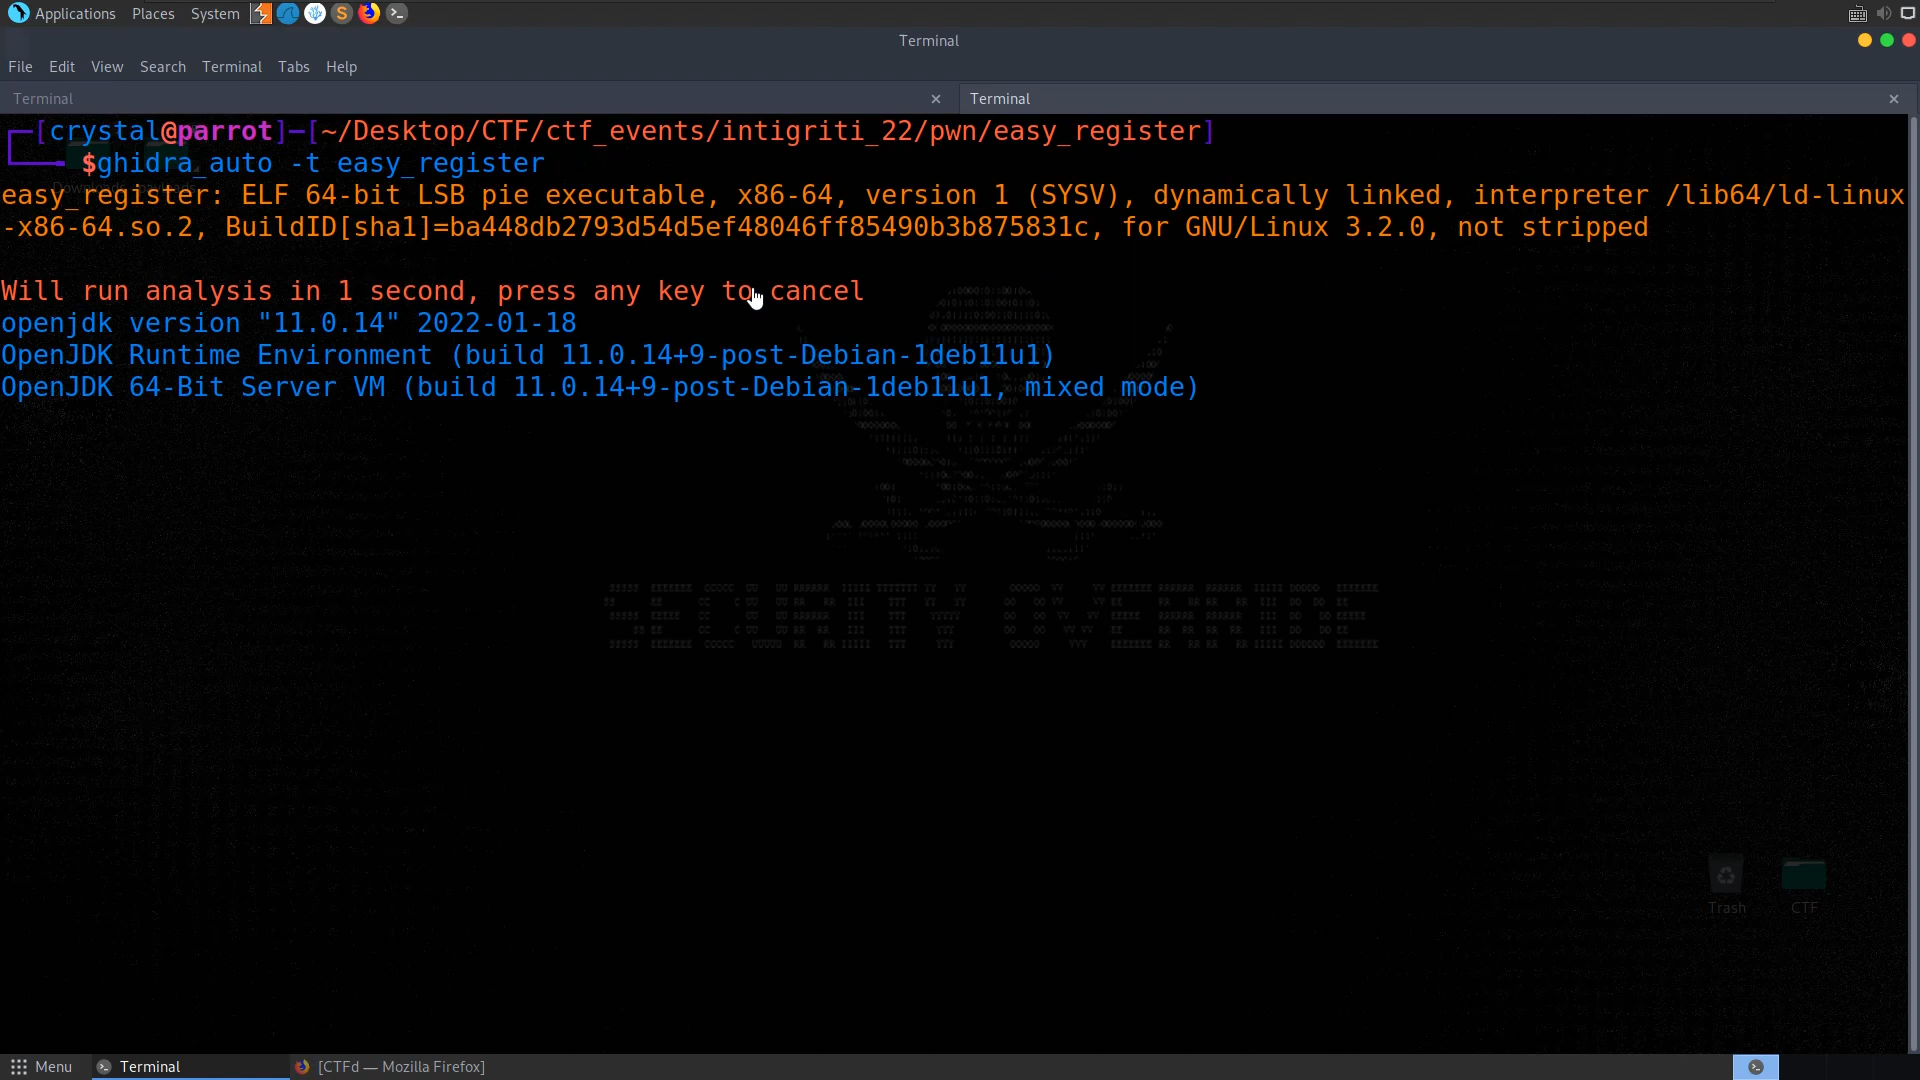 Applications Places System
Terminal
File Edit View Search Terminal Tabs Help
Terminal × Terminal ×
┌─[crystal@parrot]─[~/Desktop/CTF/ctf_events/intigriti_22/pwn/easy_register]
└──╼ $ghidra_auto -t easy_register
easy_register: ELF 64-bit LSB pie executable, x86-64, version 1 (SYSV), dynamically linked, interpreter /lib64/ld-linux
-x86-64.so.2, BuildID[sha1]=ba448db2793d54d5ef48046ff85490b3b875831c, for GNU/Linux 3.2.0, not stripped
Will run analysis in 1 second, press any key to cancel
openjdk version "11.0.14" 2022-01-18
OpenJDK Runtime Environment (build 11.0.14+9-post-Debian-1deb11u1)
OpenJDK 64-Bit Server VM (build 11.0.14+9-post-Debian-1deb11u1, mixed mode)
Trash CTF
Menu Terminal [CTFd — Mozilla Firefox]